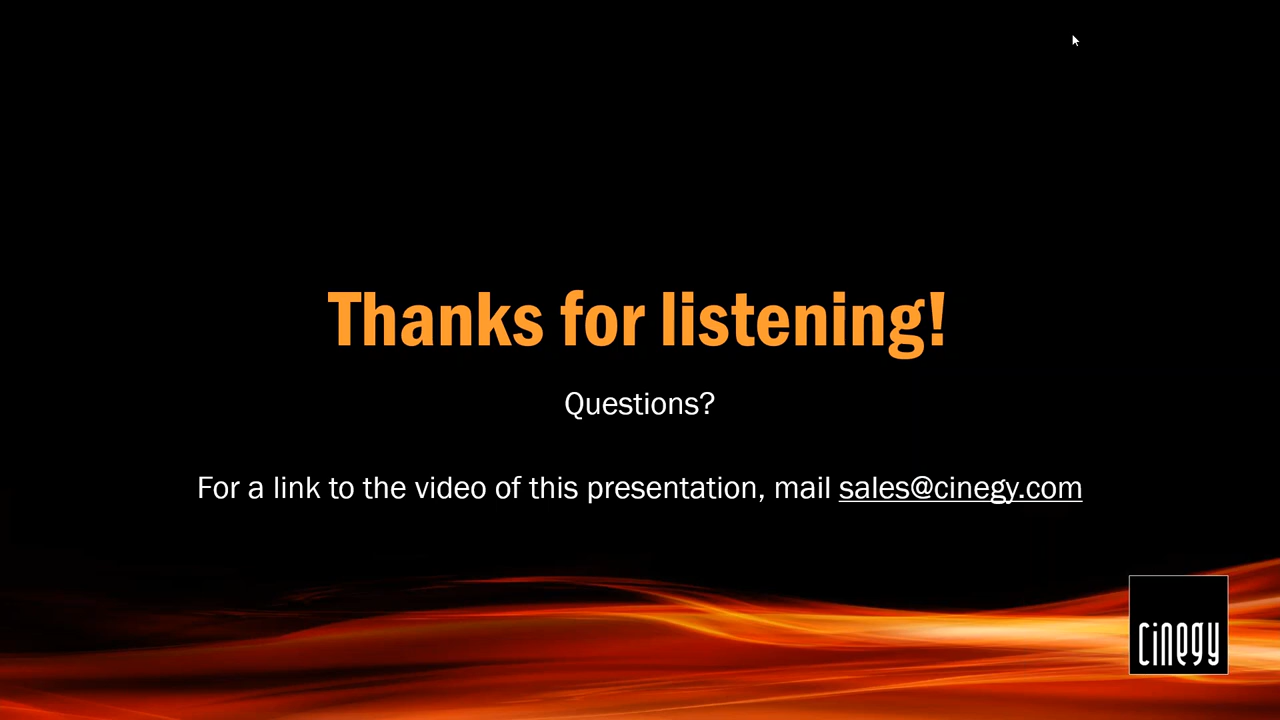 Thanks for listening!
Questions?
For a link to the video of this presentation, mail sales@cinegy.com
cinegy